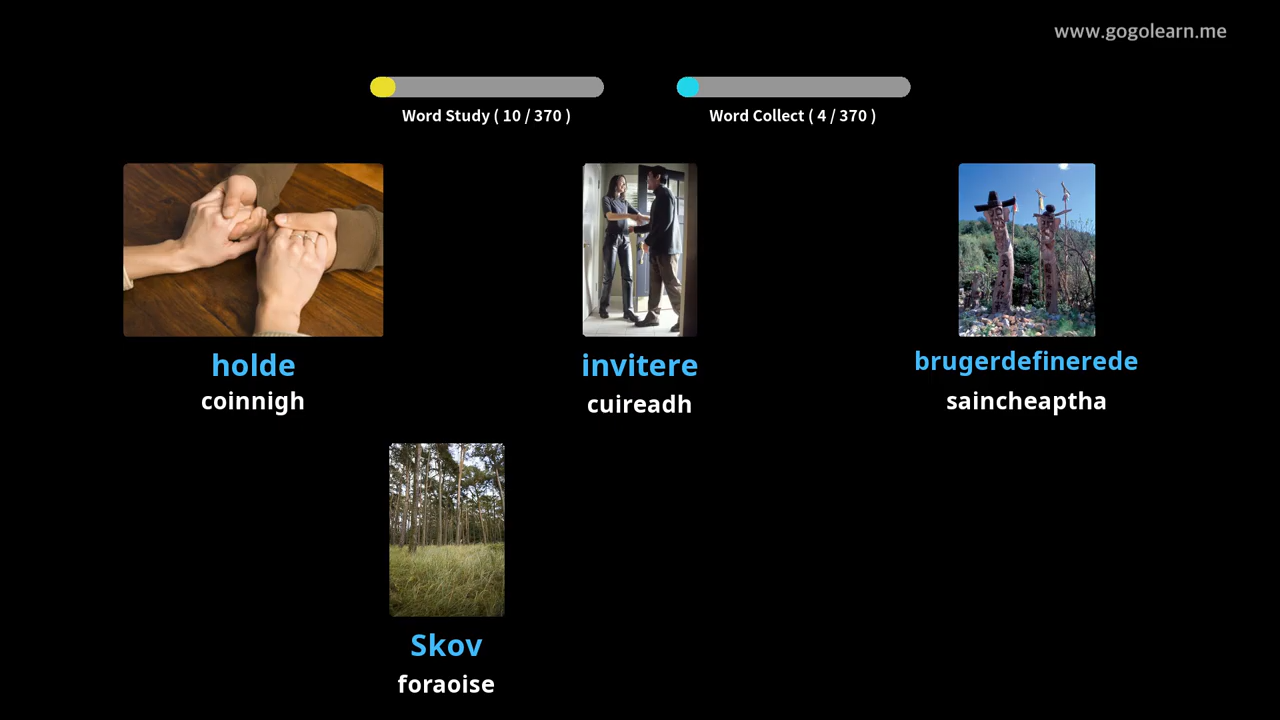 www.gogolearn.me
Word Study ( 10 / 370 )
Word Collect ( 4 / 370 )
holde
coinnigh
invitere
cuireadh
brugerdefinerede
saincheaptha
Skov
foraoise